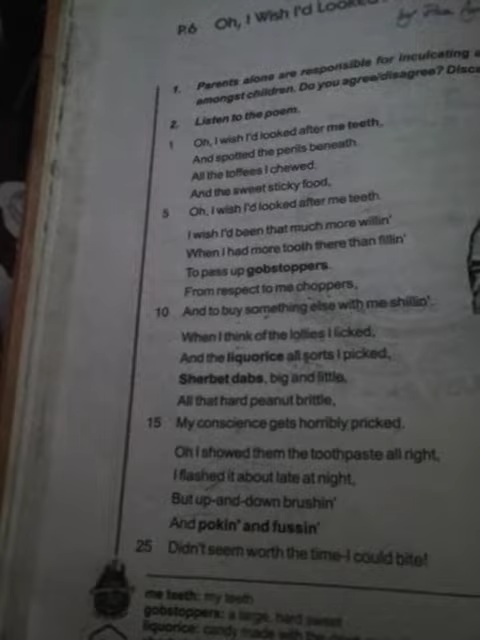 P.6 Oh, I Wish I'd Looked
by Pam
1. Parents alone are responsible for inculcating
amongst children. Do you agree/disagree?
2. Listen to the poem.
1 Oh, I wish I'd looked after me teeth,
And spotted the perils beneath.
All the toffees I chewed,
And the sweet sticky food,
5 Oh, I wish I'd looked after me teeth.
I wish I'd been that much more willin'
When I had more tooth there than fillin'
To pass up gobstoppers.
From respect to me choppers,
10 And to buy something else with me shillin'.
When I think of the lollies I licked,
And the liquorice all sorts I picked,
Sherbet dabs, big and little,
All that hard peanut brittle,
15 My conscience gets horribly pricked.
Oh I showed them the toothpaste all right,
I flashed it about late at night,
But up-and-down brushin'
And pokin' and fussin'
25 Didn't seem worth the time-I could bite!
me teeth: my teeth
gobstoppers: a large, hard sweet
liquorice: candy made with